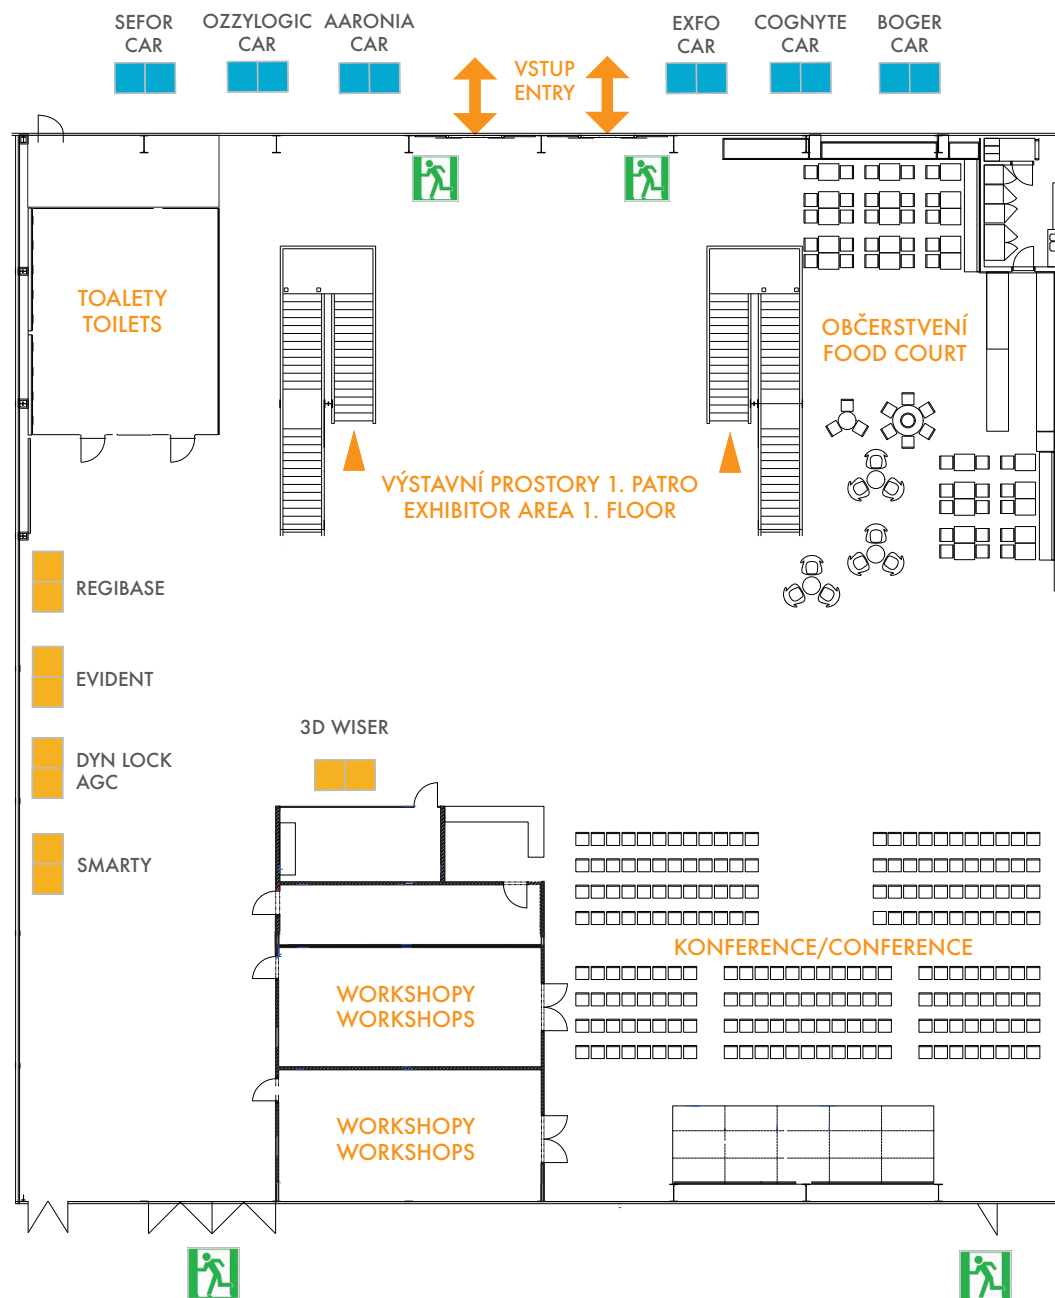 SEFOR
CAR
OZZYLOGIC
CAR
AARONIA
CAR
VSTUP
ENTRY
EXFO
CAR
COGNYTE
CAR
BOGER
CAR
TOALETY
TOILETS
OBČERSTVENÍ
FOOD COURT
VÝSTAVNÍ PROSTORY 1. PATRO
EXHIBITOR AREA 1. FLOOR
REGIBASE
EVIDENT
DYN LOCK
AGC
SMARTY
3D WISER
KONFERENCE/CONFERENCE
WORKSHOPY
WORKSHOPS
WORKSHOPY
WORKSHOPS